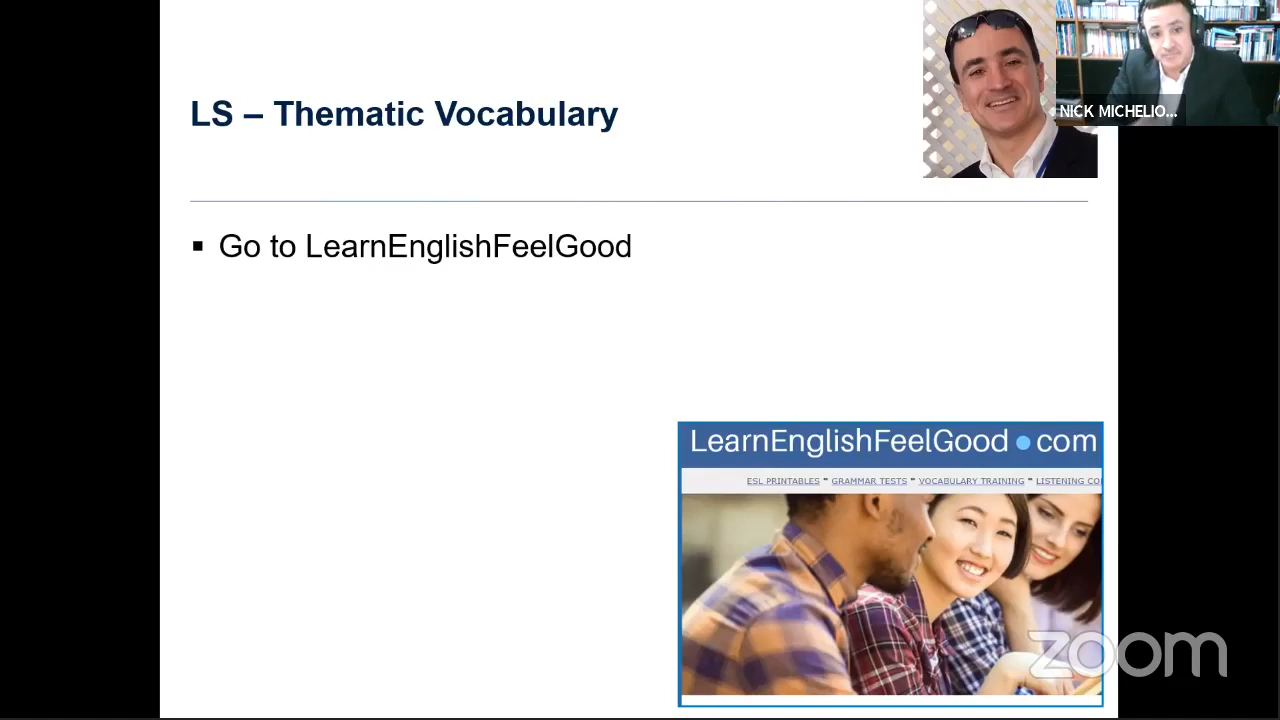 LS – Thematic Vocabulary
NICK MICHELIO...
▪ Go to LearnEnglishFeelGood
LearnEnglishFeelGood • com
ESL PRINTABLES - GRAMMAR TESTS - VOCABULARY TRAINING - LISTENING CO
zoom